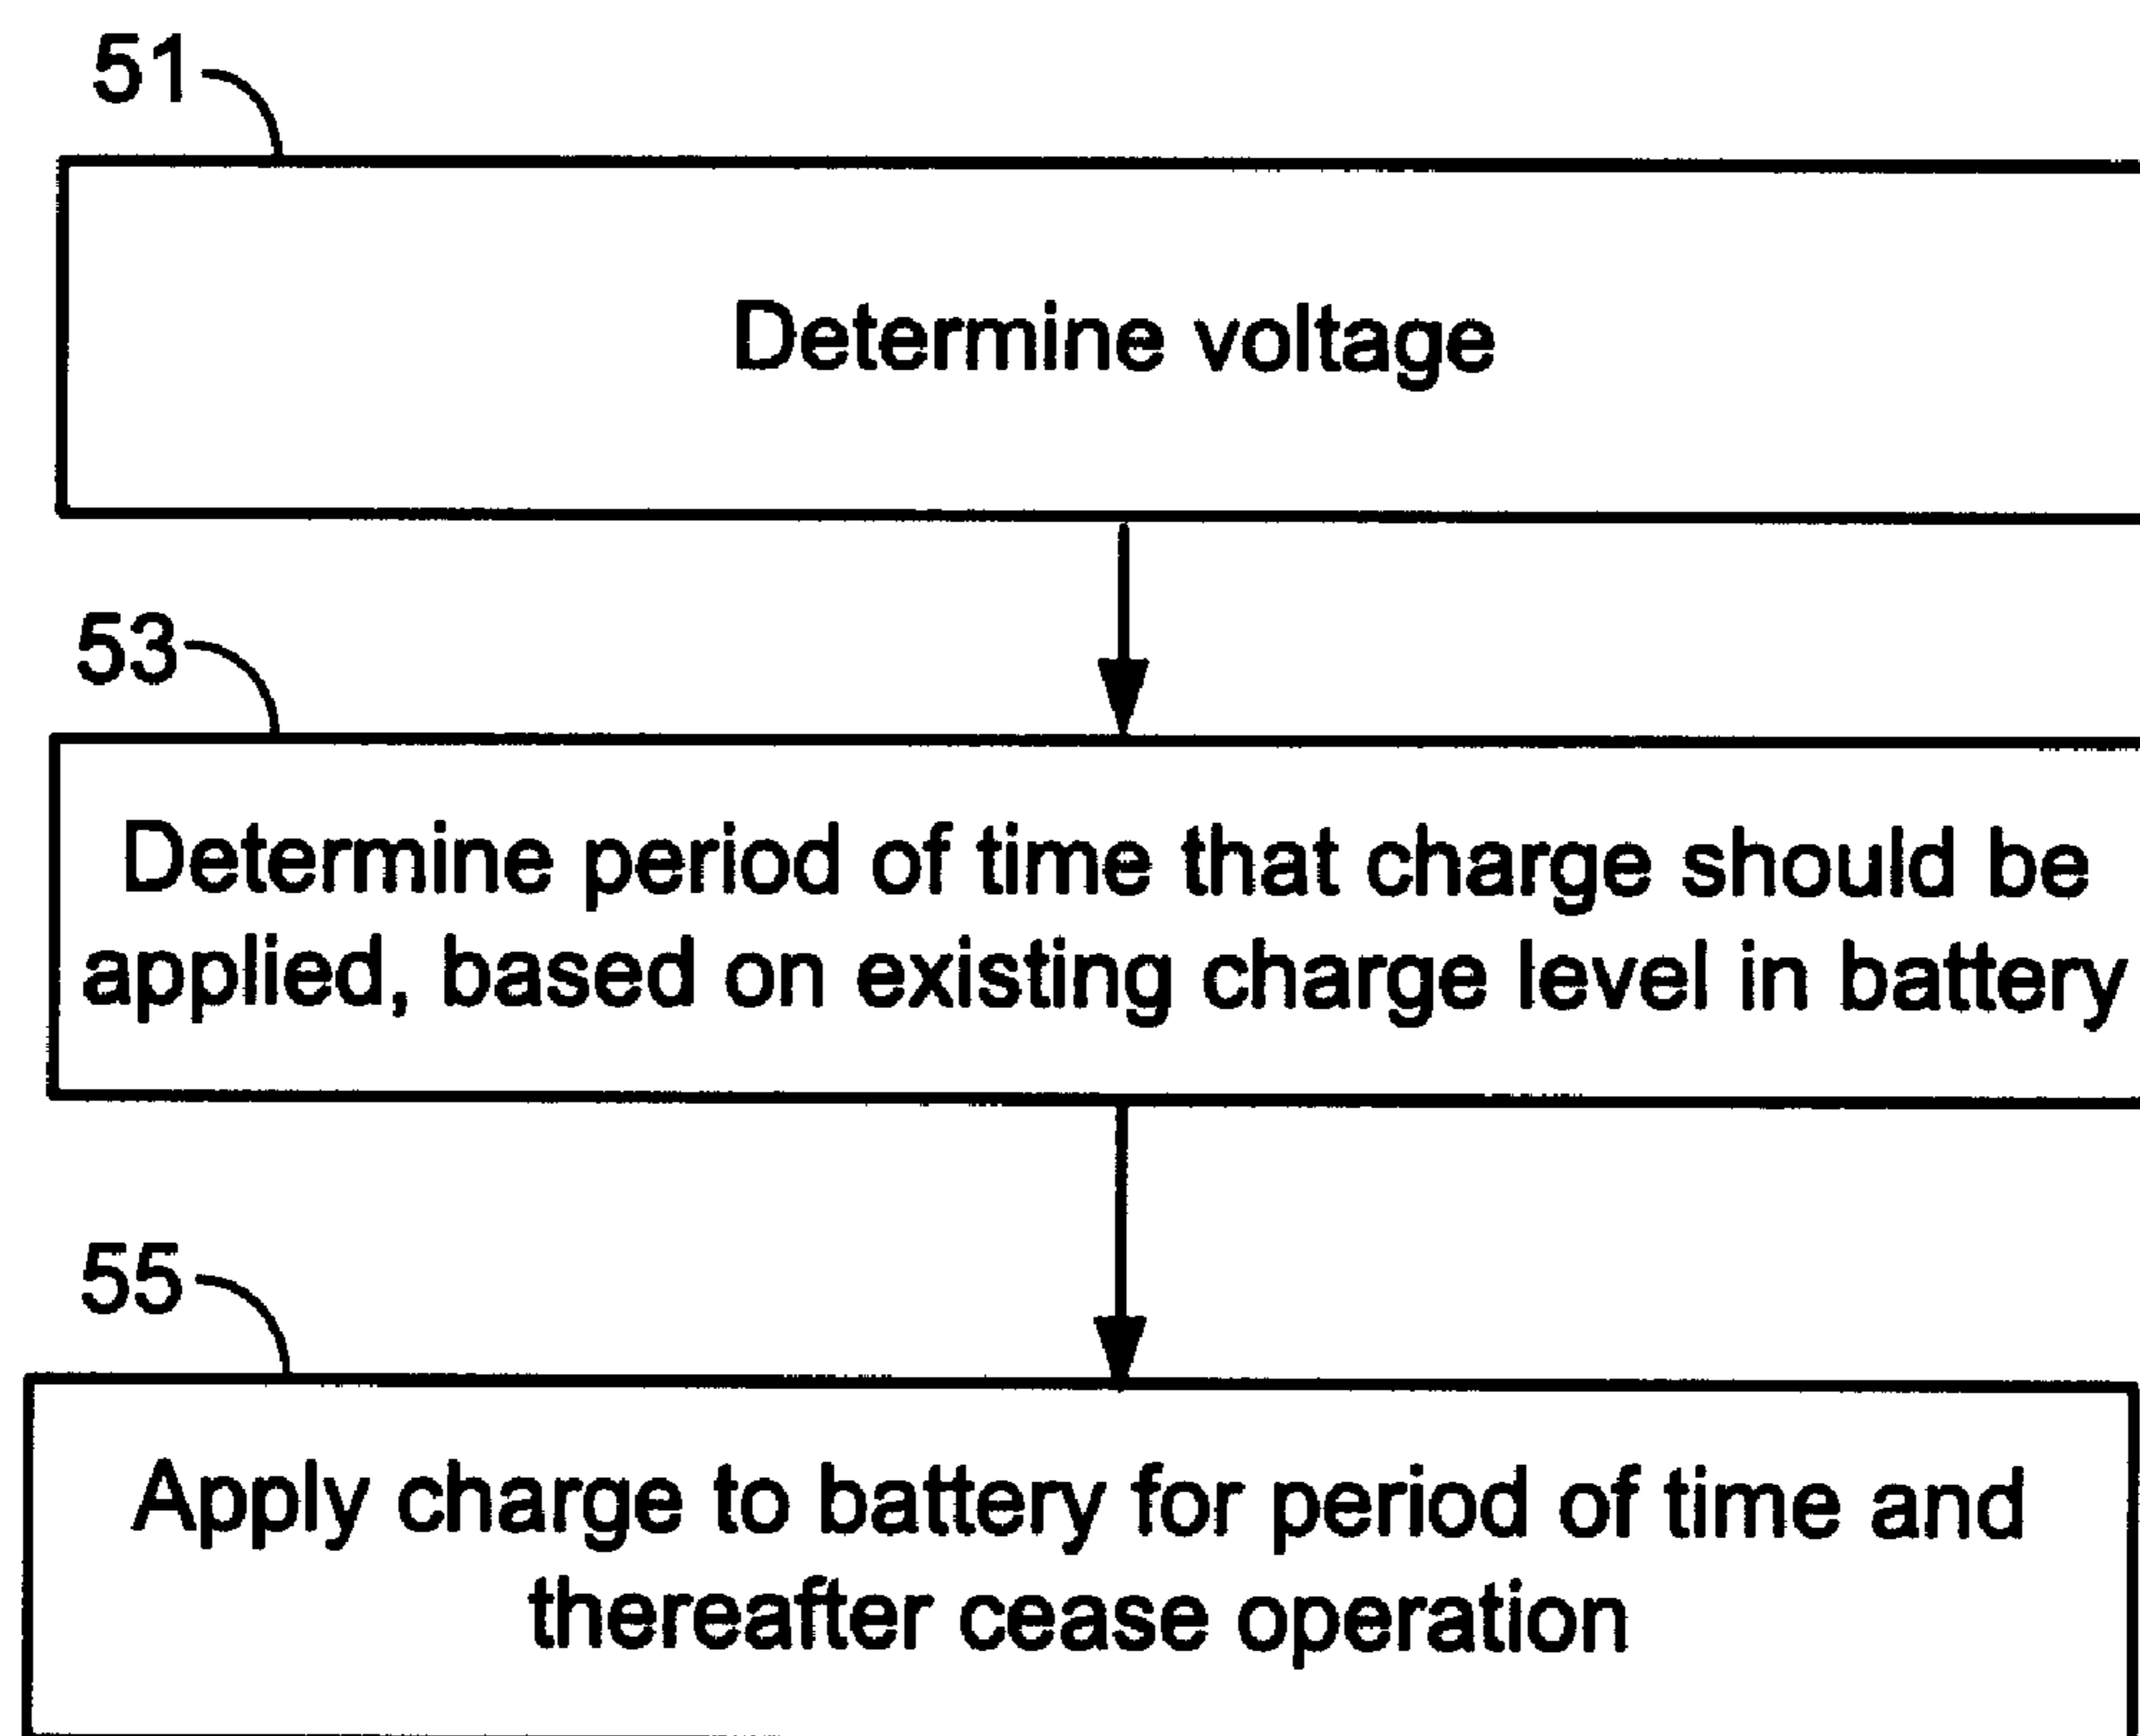 51
Determine voltage
53
Determine period of time that charge should be
applied, based on existing charge level in battery
55
Apply charge to battery for period of time and
thereafter cease operation